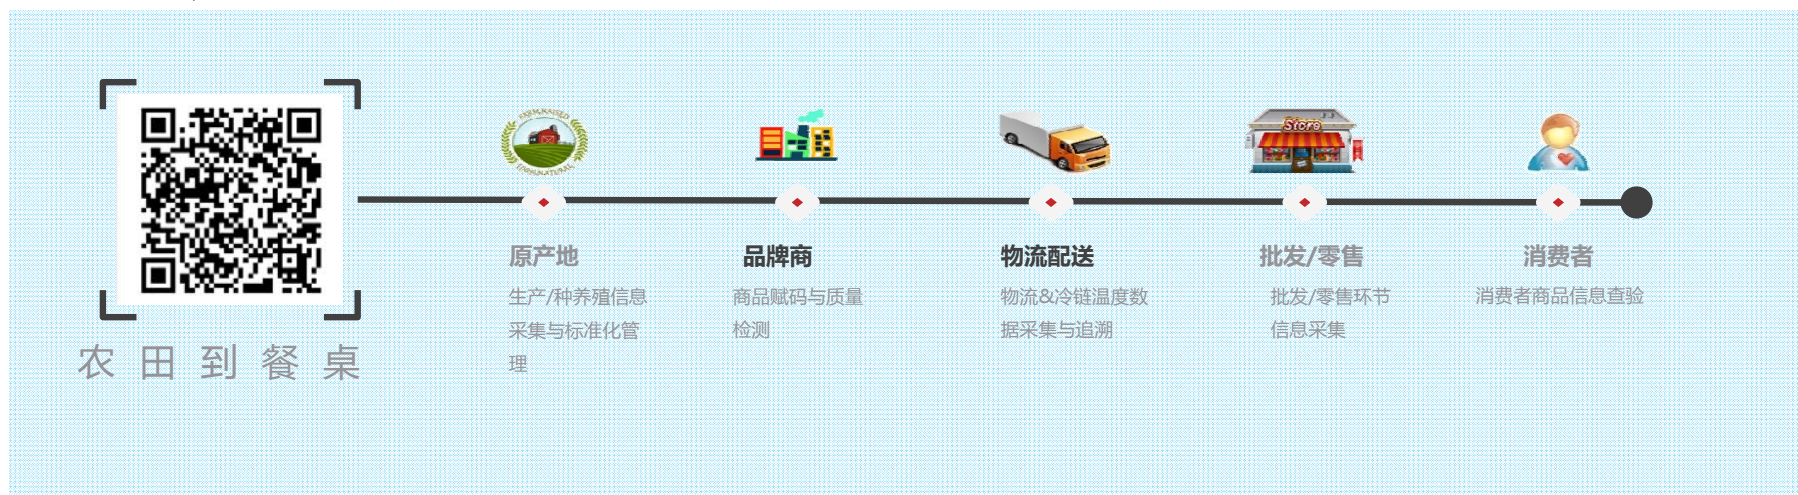 Store
原产地
品牌商
物流配送
批发/零售
消费者
生产/种养殖信息
采集与标准化管
理
商品赋码与质量
检测
物流&冷链温度数
据采集与追溯
批发/零售环节
信息采集
消费者商品信息查验
农田到餐桌